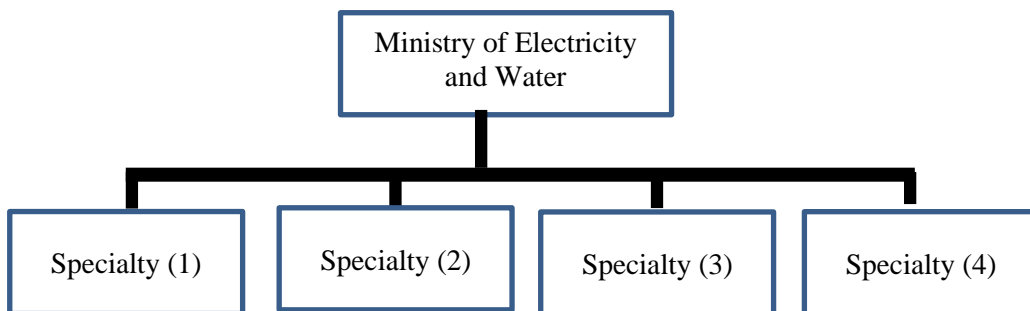 Ministry of Electricity
and Water
Specialty (1)
Specialty (2)
Specialty (3)
Specialty (4)